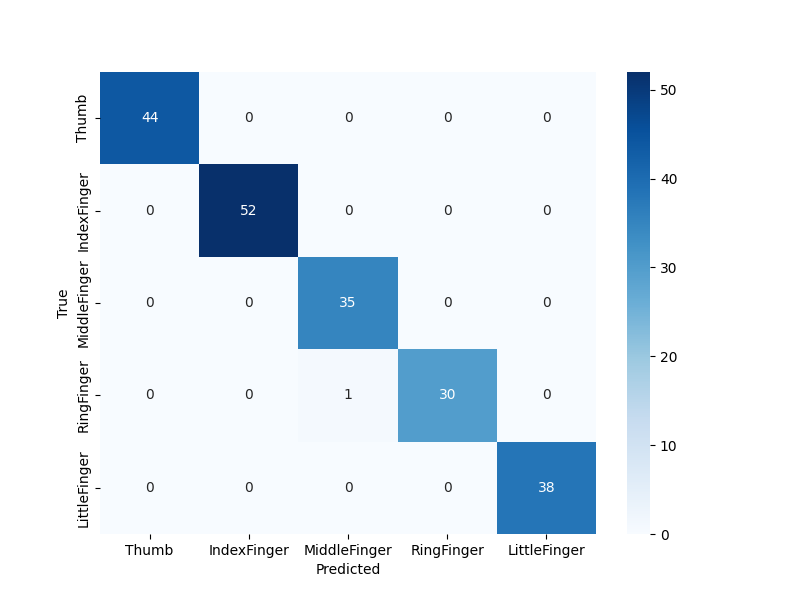 Thumb 44 0 0 0 0
IndexFinger 0 52 0 0 0
MiddleFinger 0 0 35 0 0
RingFinger 0 0 1 30 0
LittleFinger 0 0 0 0 38
True
Thumb IndexFinger MiddleFinger RingFinger LittleFinger
Predicted
50
40
30
20
10
0